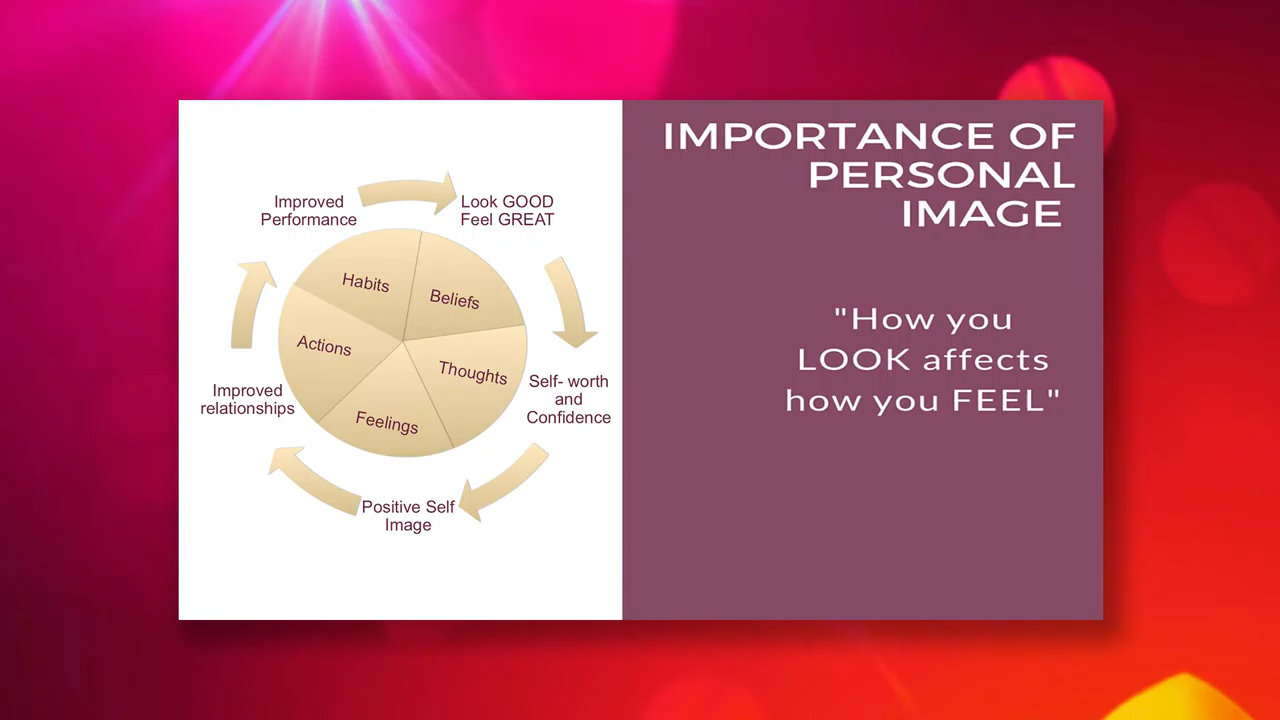 IMPORTANCE OF
PERSONAL
IMAGE
"How you
LOOK affects
how you FEEL"
Improved
Performance
Look GOOD
Feel GREAT
Self- worth
and
Confidence
Positive Self
Image
Improved
relationships
Habits
Beliefs
Thoughts
Feelings
Actions